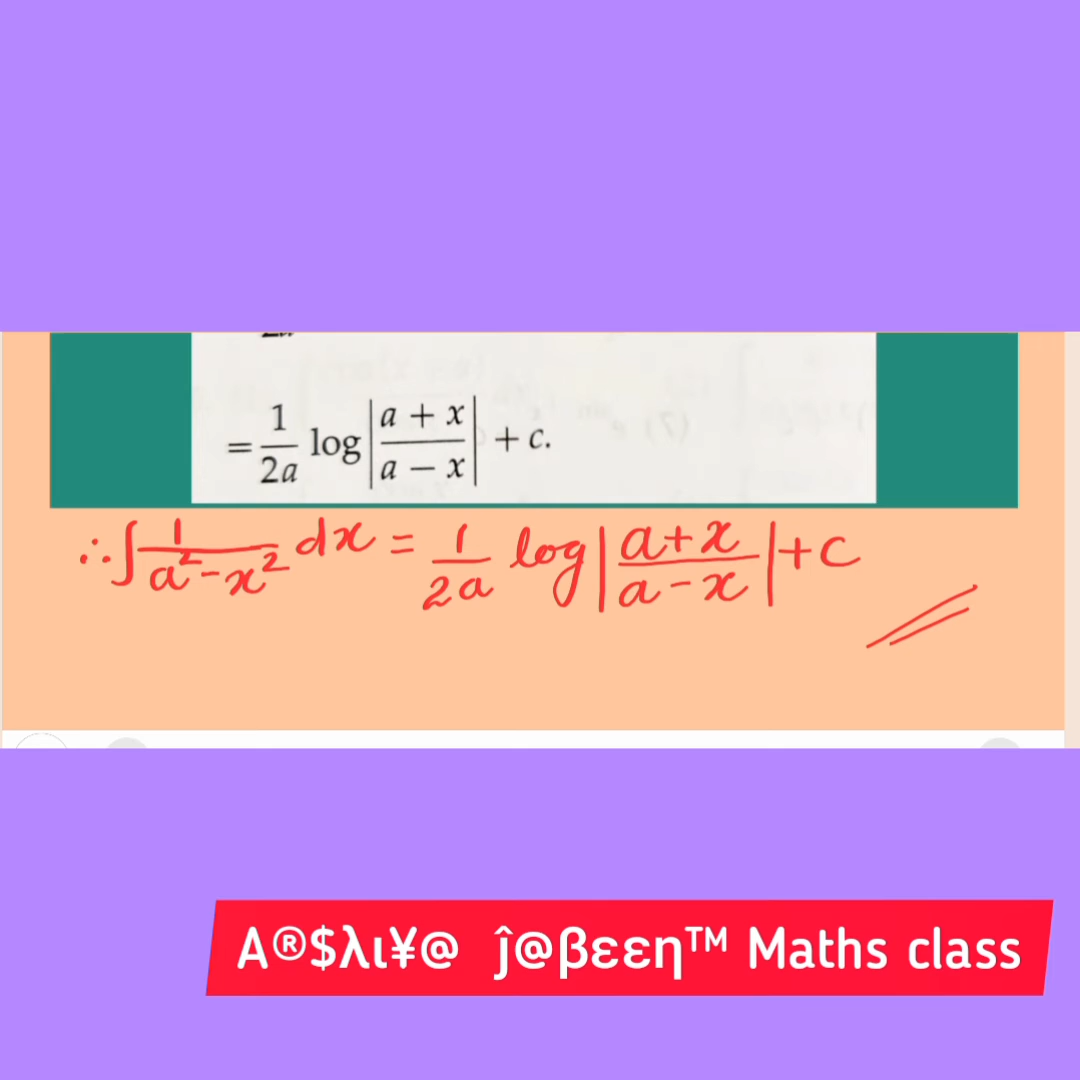 = 1/2a log |a + x / a − x| + c.
∴ ∫ 1/a²-x² dx = 1/2a log |a+x / a-x| + c
A®$λι¥@ ĵ@βεεη™ Maths class